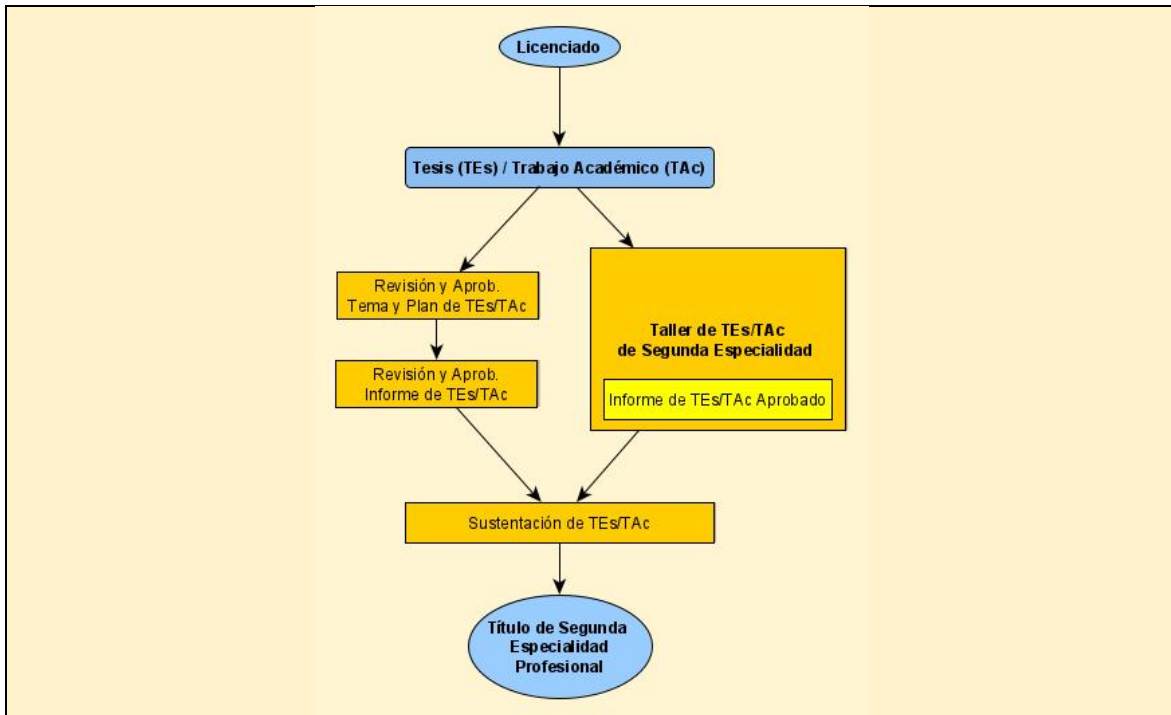 Licenciado
Tesis (TEs) / Trabajo Académico (TAc)
Revisión y Aprob.
Tema y Plan de TEs/TAc
Revisión y Aprob.
Informe de TEs/TAc
Taller de TEs/TAc
de Segunda Especialidad
Informe de TEs/TAc Aprobado
Sustentación de TEs/TAc
Título de Segunda
Especialidad
Profesional